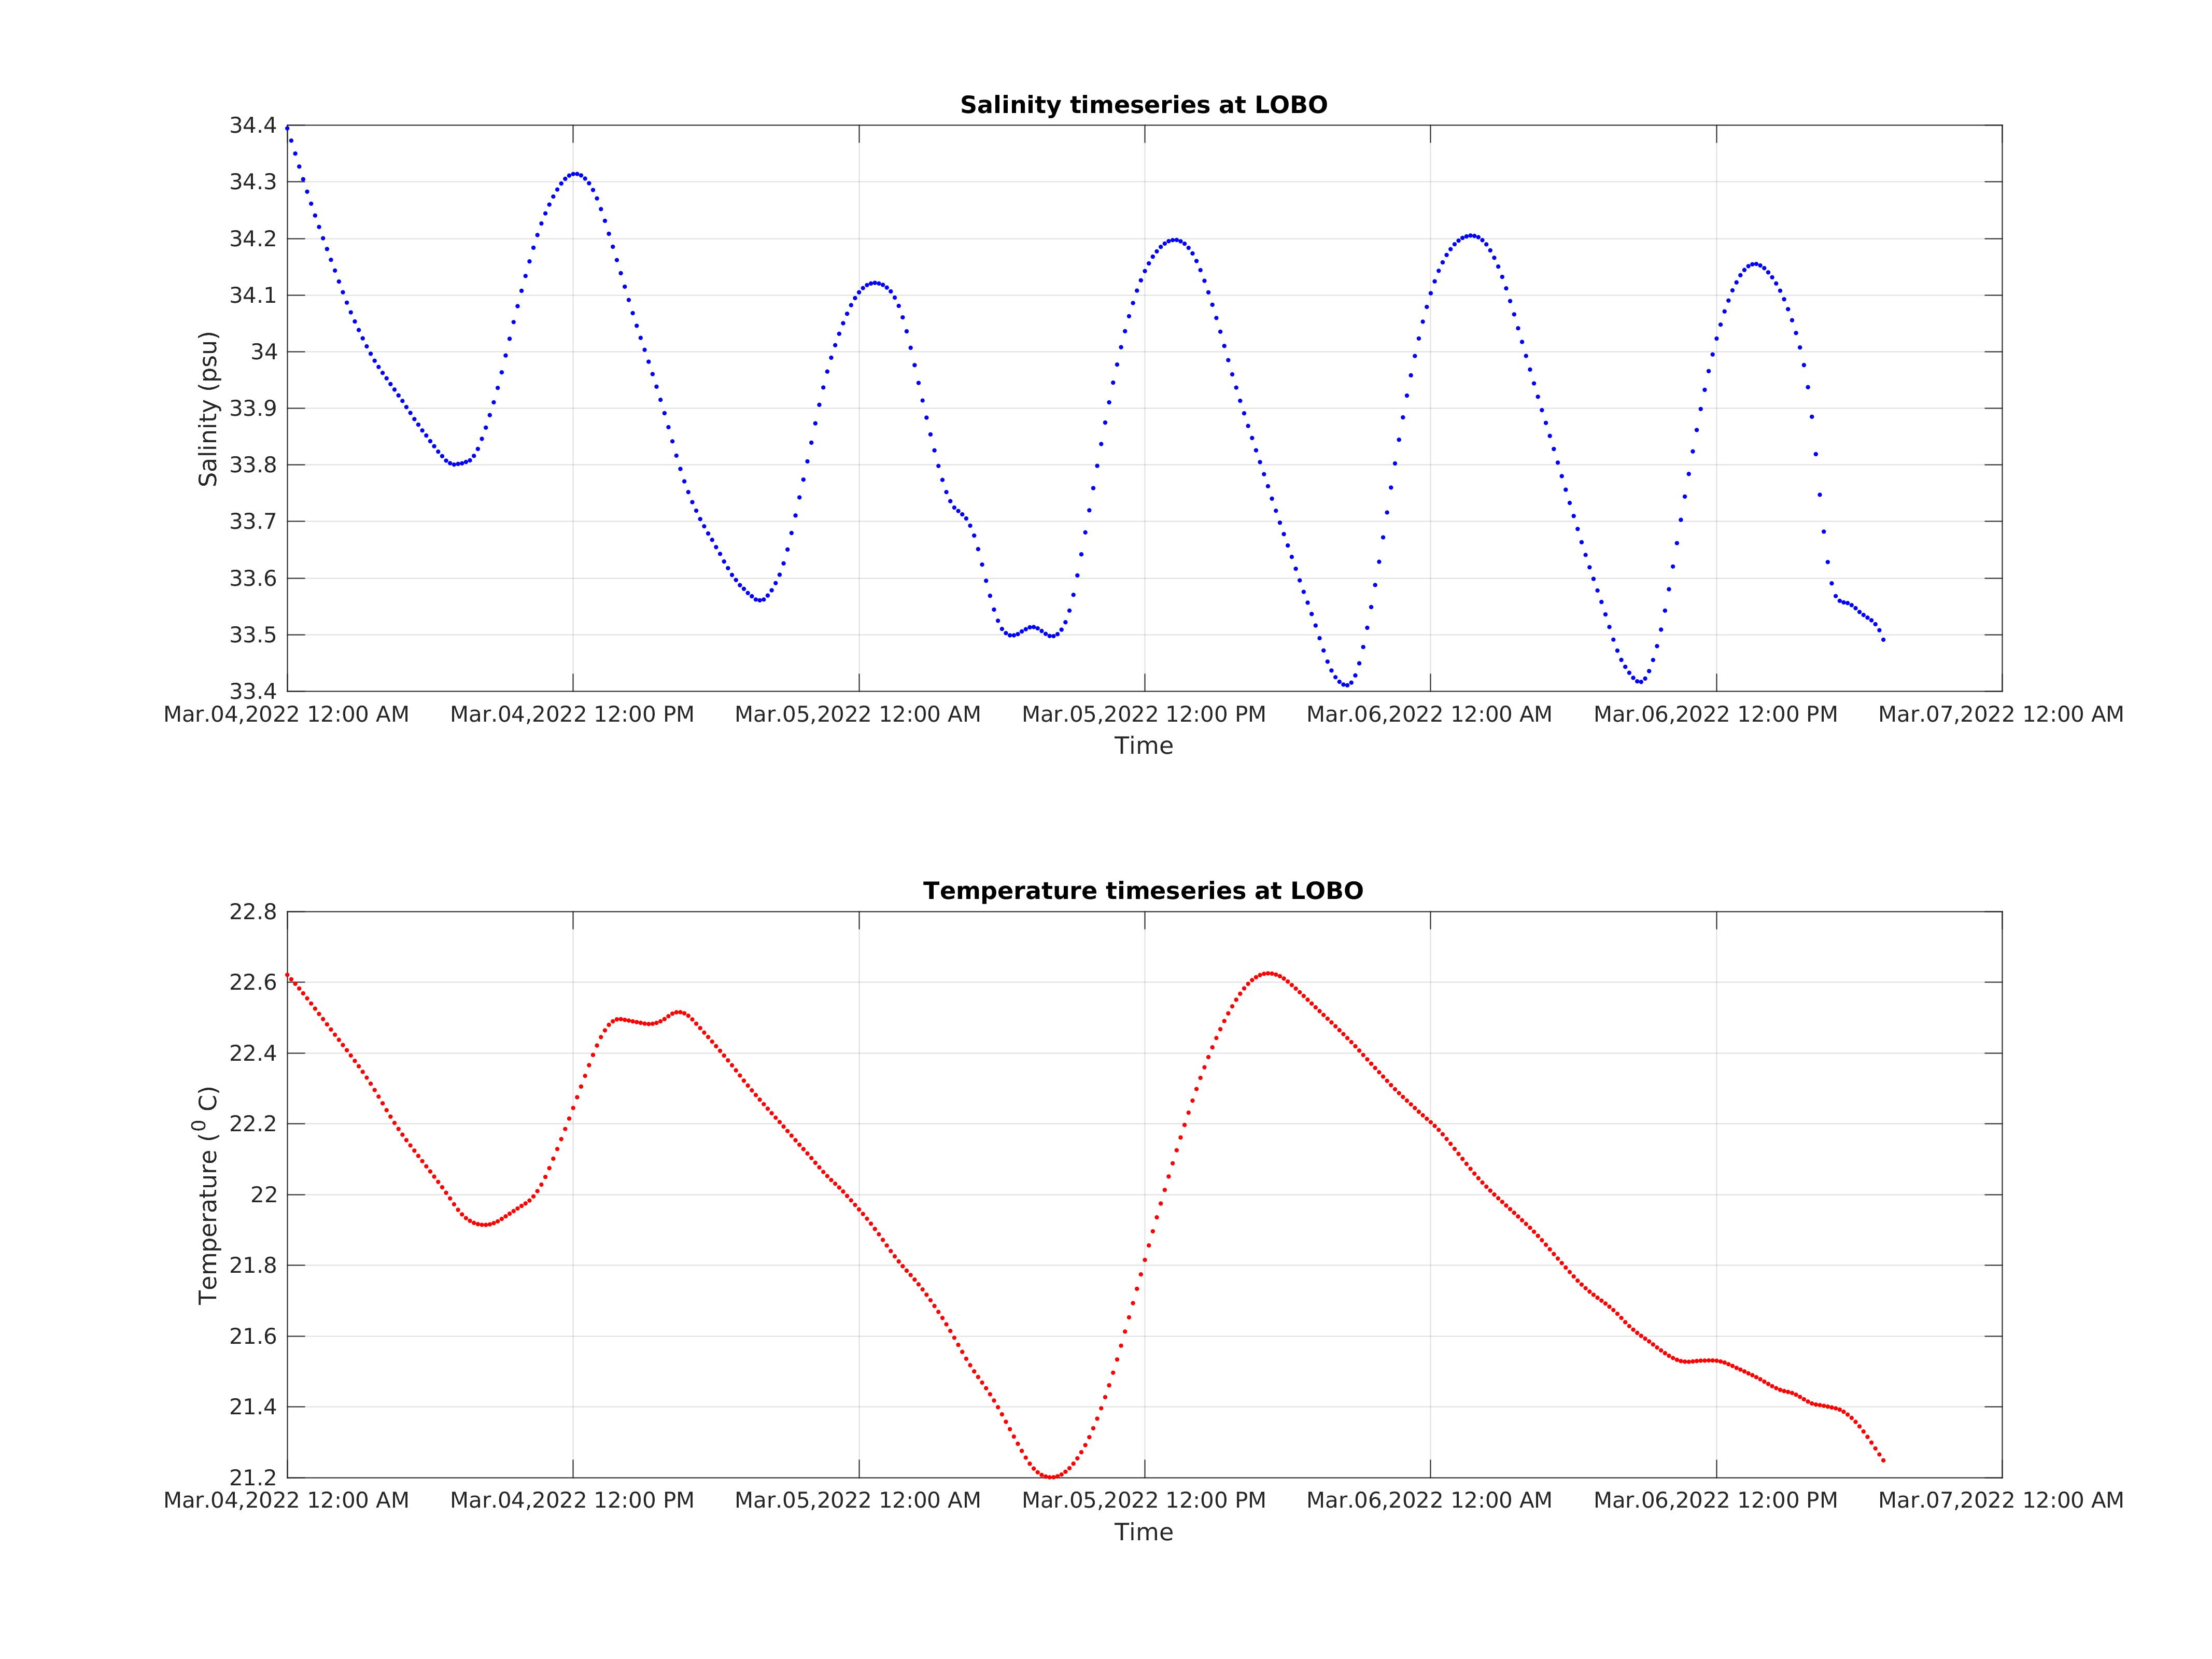 Salinity timeseries at LOBO
34.4
34.3
34.2
34.1
34
33.9
33.8
33.7
33.6
33.5
33.4
Salinity (psu)
Mar.04,2022 12:00 AM Mar.04,2022 12:00 PM Mar.05,2022 12:00 AM Mar.05,2022 12:00 PM Mar.06,2022 12:00 AM Mar.06,2022 12:00 PM Mar.07,2022 12:00 AM
Time
Temperature timeseries at LOBO
22.8
22.6
22.4
22.2
22
21.8
21.6
21.4
21.2
Temperature (⁰ C)
Mar.04,2022 12:00 AM Mar.04,2022 12:00 PM Mar.05,2022 12:00 AM Mar.05,2022 12:00 PM Mar.06,2022 12:00 AM Mar.06,2022 12:00 PM Mar.07,2022 12:00 AM
Time